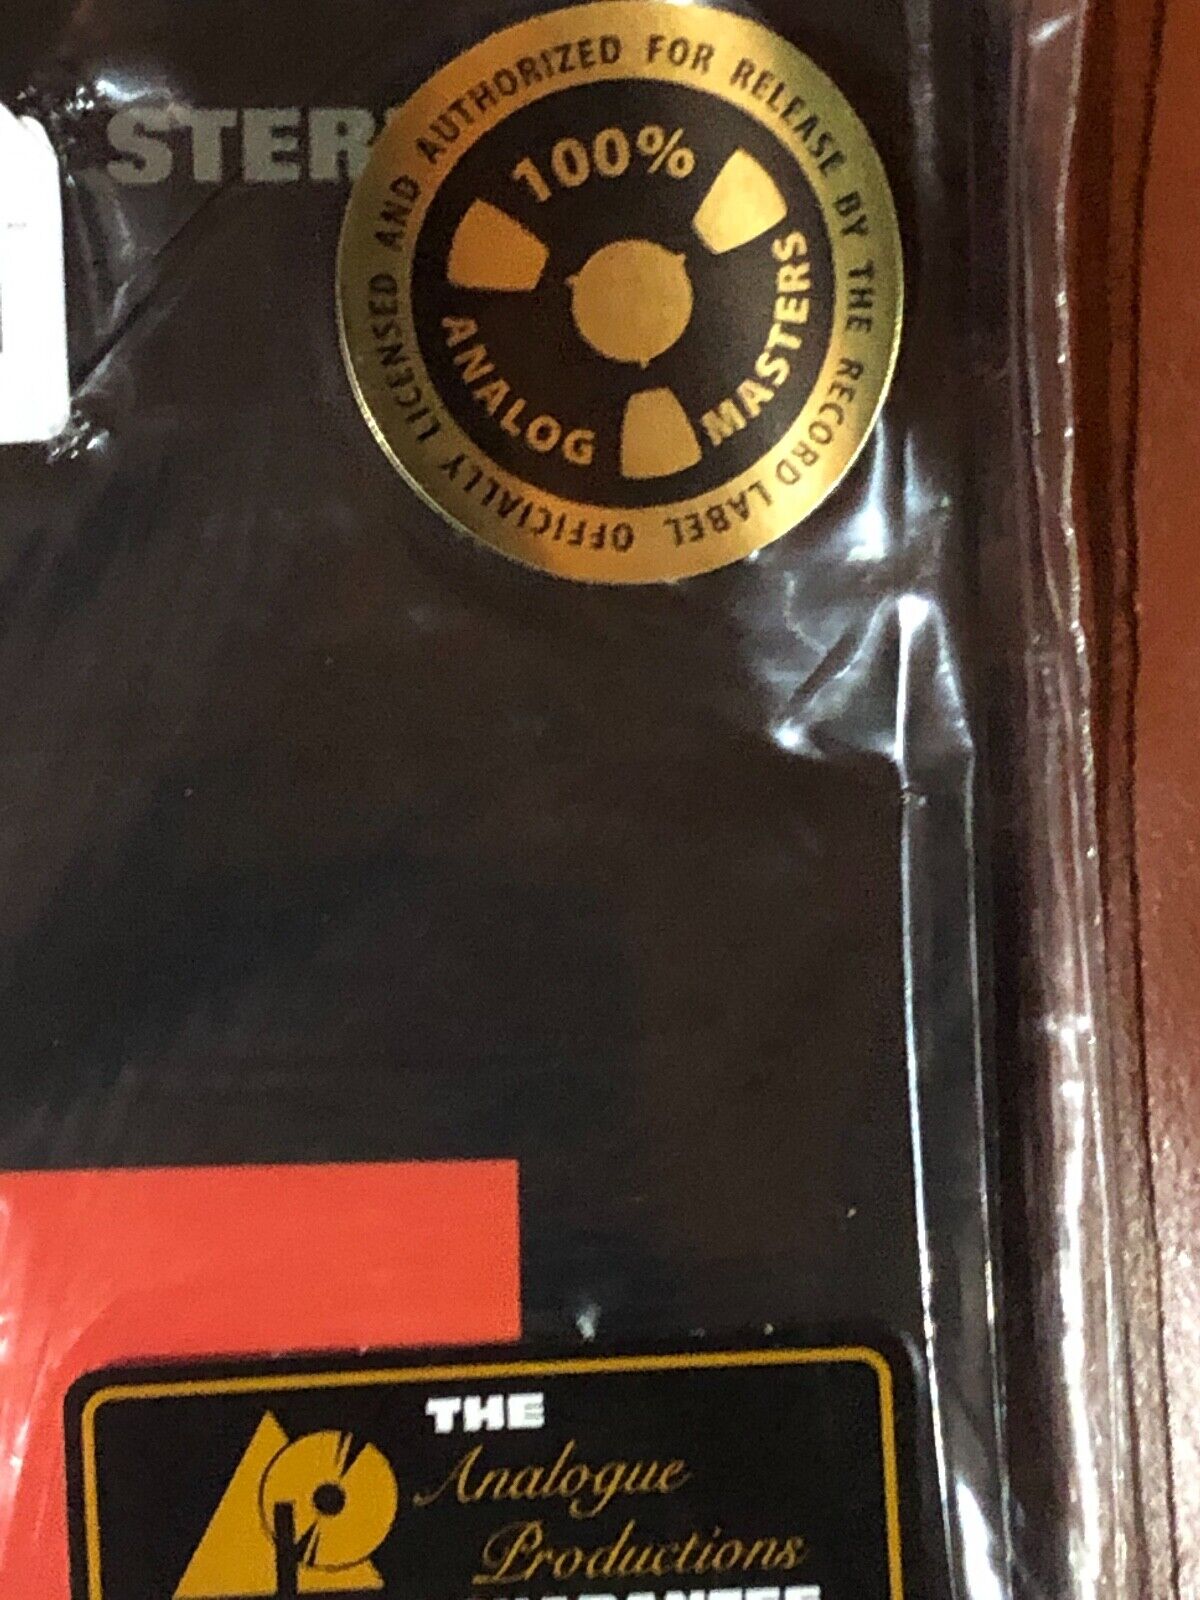 STER
OFFICIALLY LICENSED AND AUTHORIZED FOR RELEASE BY THE RECORD LABEL
100%
ANALOG
MASTERS
THE
Analogue
Productions